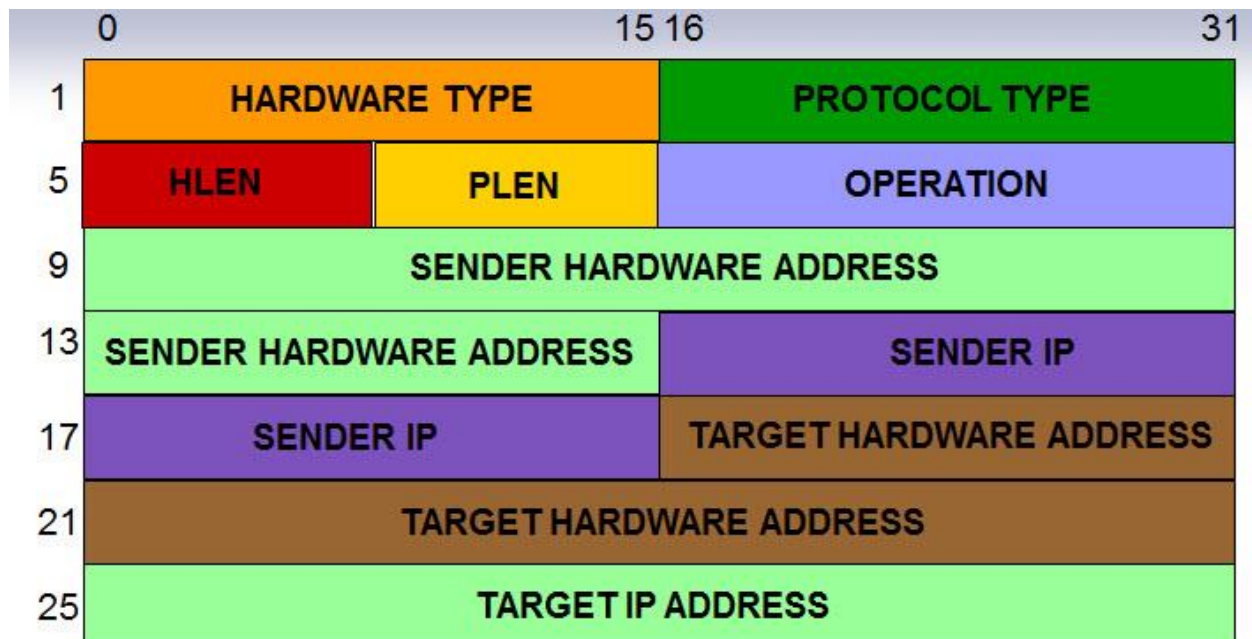 0 15 16 31
1 HARDWARE TYPE PROTOCOL TYPE
5 HLEN PLEN OPERATION
9 SENDER HARDWARE ADDRESS
13 SENDER HARDWARE ADDRESS SENDER IP
17 SENDER IP TARGET HARDWARE ADDRESS
21 TARGET HARDWARE ADDRESS
25 TARGET IP ADDRESS